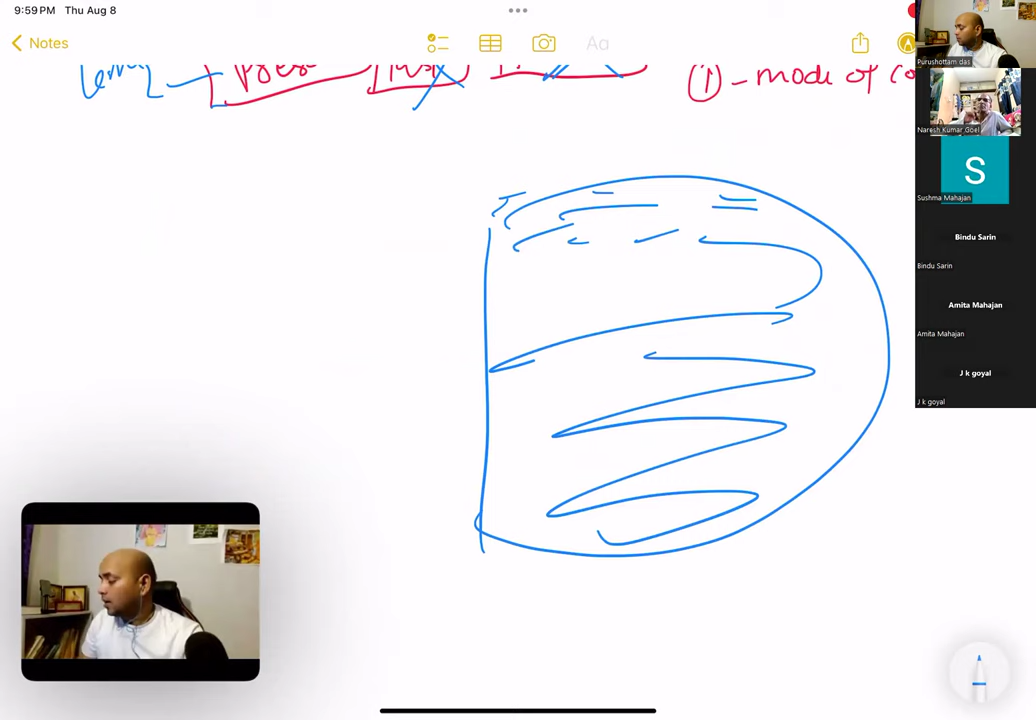 9:59 PM Thu Aug 8
Notes
Aa
① - mode of co
Purushottam das
Naresh Kumar Goel
S
Sushma Mahajan
Bindu Sarin
Bindu Sarin
Amita Mahajan
Amita Mahajan
J k goyal
J k goyal